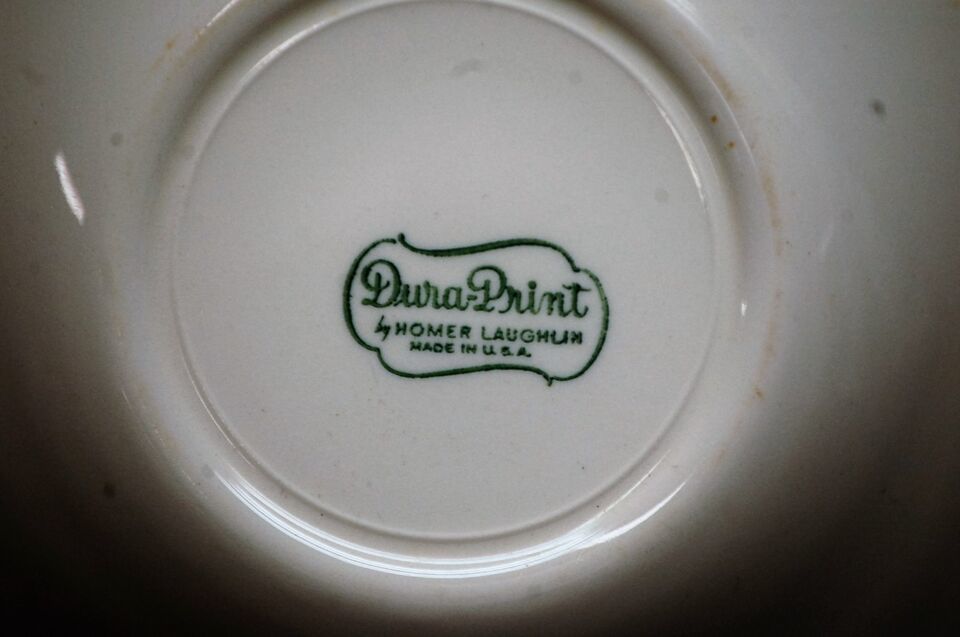 Dura-Print
by HOMER LAUGHLIN
MADE IN U.S.A.